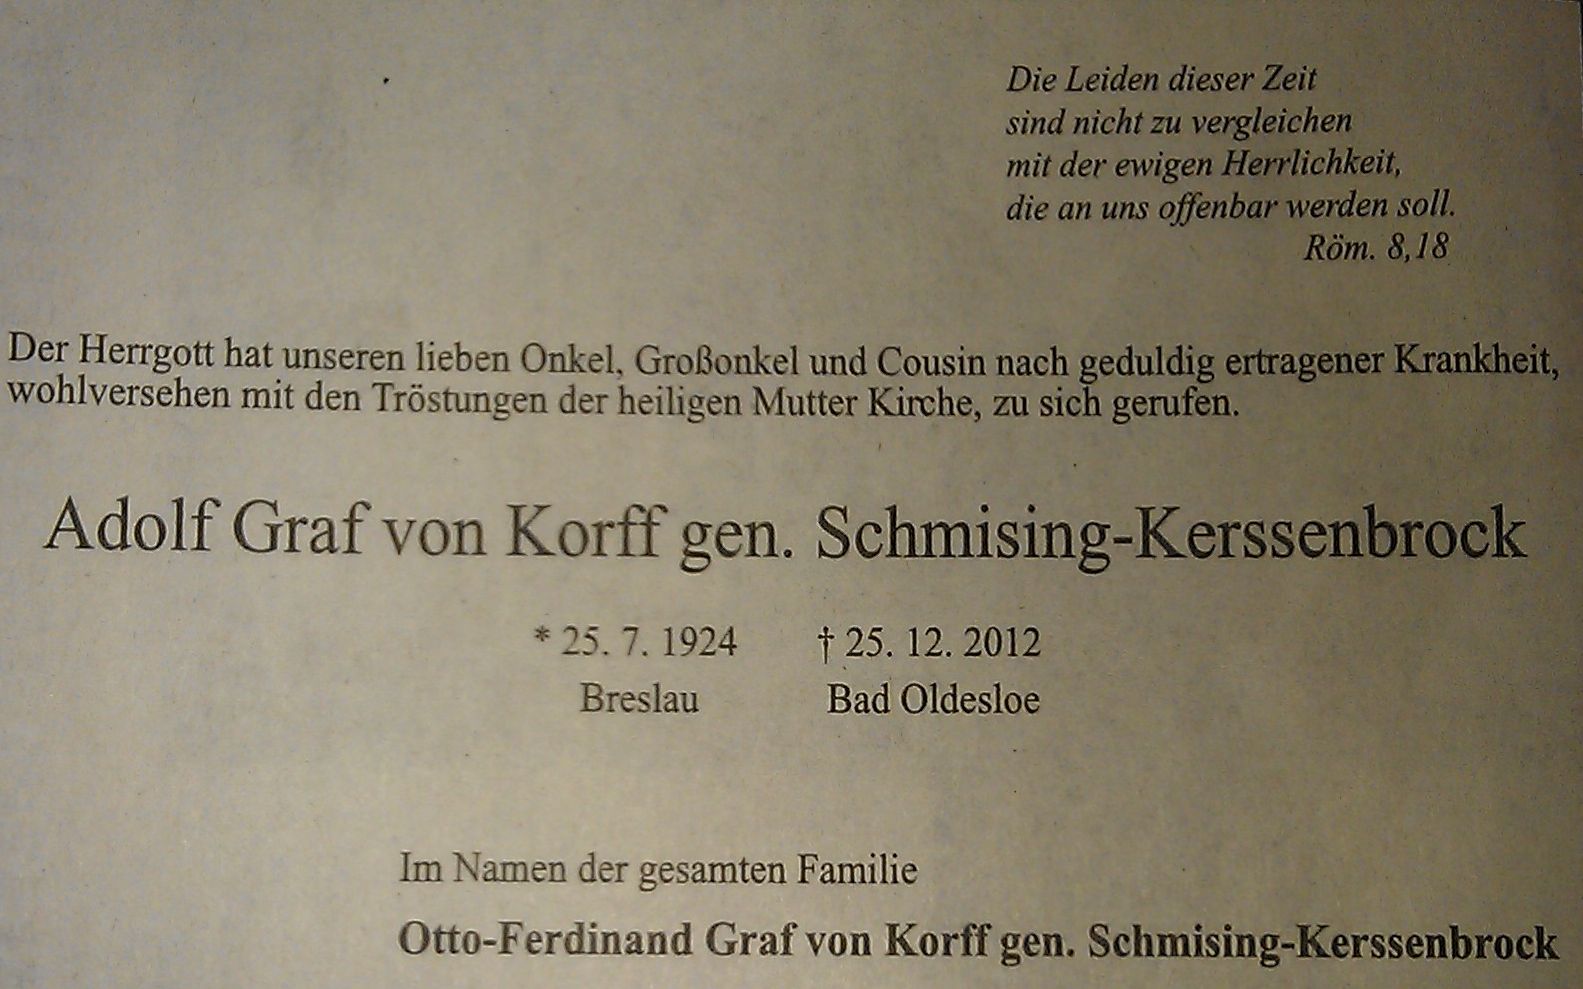 Die Leiden dieser Zeit
sind nicht zu vergleichen
mit der ewigen Herrlichkeit,
die an uns offenbar werden soll.
Röm. 8,18
Der Herrgott hat unseren lieben Onkel, Großonkel und Cousin nach geduldig ertragener Krankheit,
wohlversehen mit den Tröstungen der heiligen Mutter Kirche, zu sich gerufen.
Adolf Graf von Korff gen. Schmising-Kerssenbrock
* 25. 7. 1924 † 25. 12. 2012
Breslau Bad Oldesloe
Im Namen der gesamten Familie
Otto-Ferdinand Graf von Korff gen. Schmising-Kerssenbrock